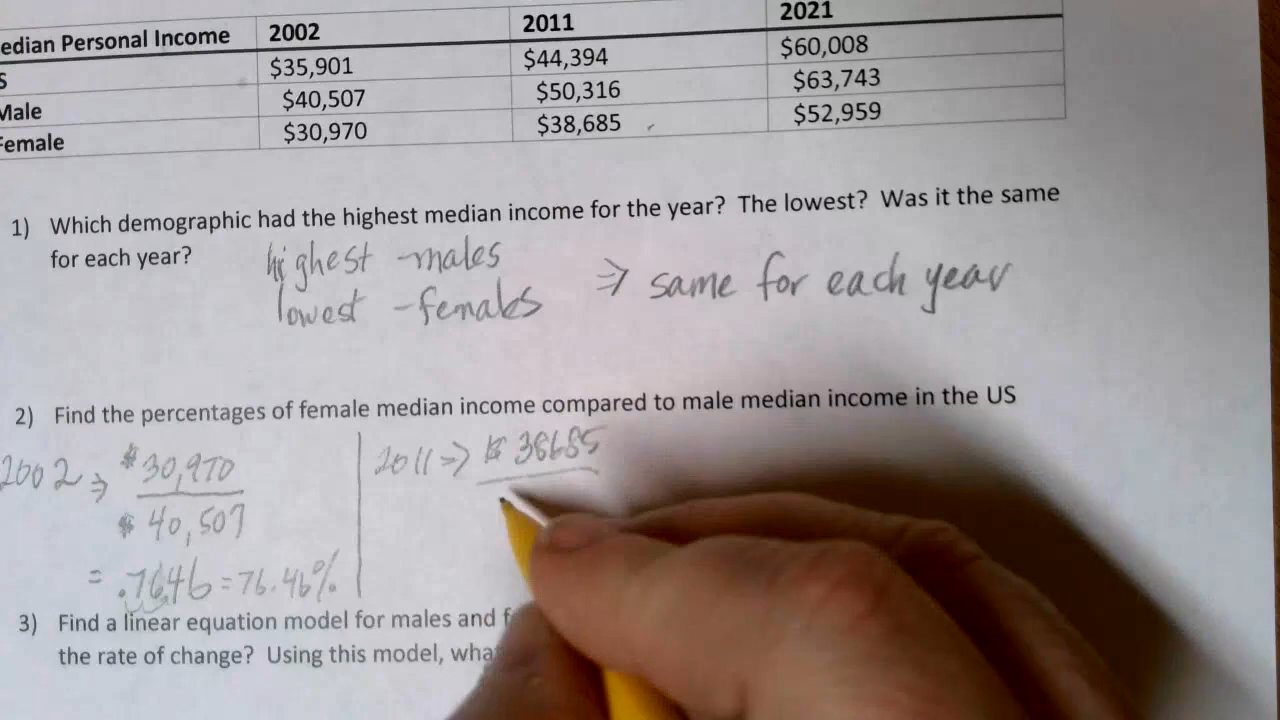 edian Personal Income 2002 2011 2021
S $35,901 $44,394 $60,008
Male $40,507 $50,316 $63,743
Female $30,970 $38,685 $52,959
1) Which demographic had the highest median income for the year? The lowest? Was it the same
for each year?
highest - males
lowest - females ⇒ same for each year
2) Find the percentages of female median income compared to male median income in the US
2002 ⇒ $30,970
$40,507
= .7646 = 76.46%
2011 ⇒ $38685
3) Find a linear equation model for males and f
the rate of change? Using this model, wha